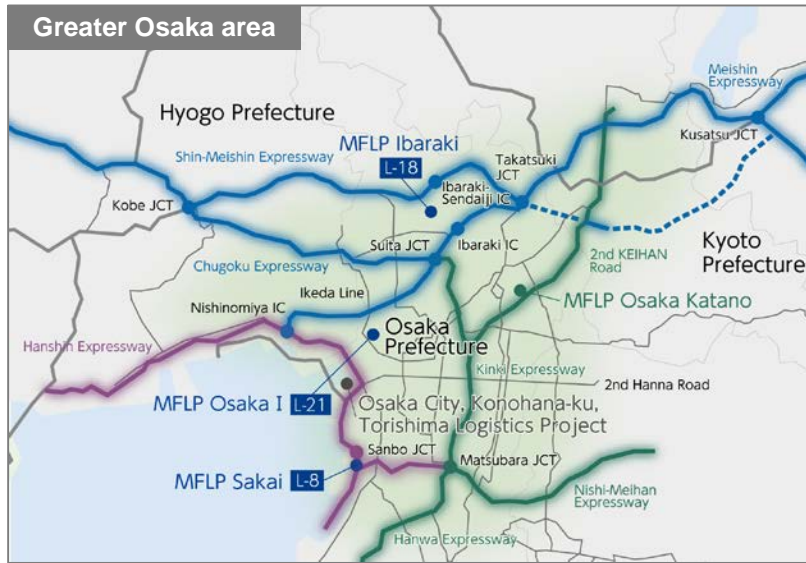 Greater Osaka area
Meishin
Expressway
Hyogo Prefecture
Kusatsu JCT
MFLP Ibaraki
L-18
Takatsuki
JCT
Shin-Meishin Expressway
Ibaraki-
Sendaiji IC
Kobe JCT
Suita JCT
Ibaraki IC
Chugoku Expressway
2nd KEIHAN
Road
Kyoto
Prefecture
Ikeda Line
MFLP Osaka Katano
Nishinomiya IC
Osaka
Prefecture
Hanshin Expressway
Kinki Expressway
2nd Hanna Road
MFLP Osaka I L-21
Osaka City, Konohana-ku,
Torishima Logistics Project
Sanbo JCT
Matsubara JCT
MFLP Sakai L-8
Nishi-Meihan
Expressway
Hanwa Expressway